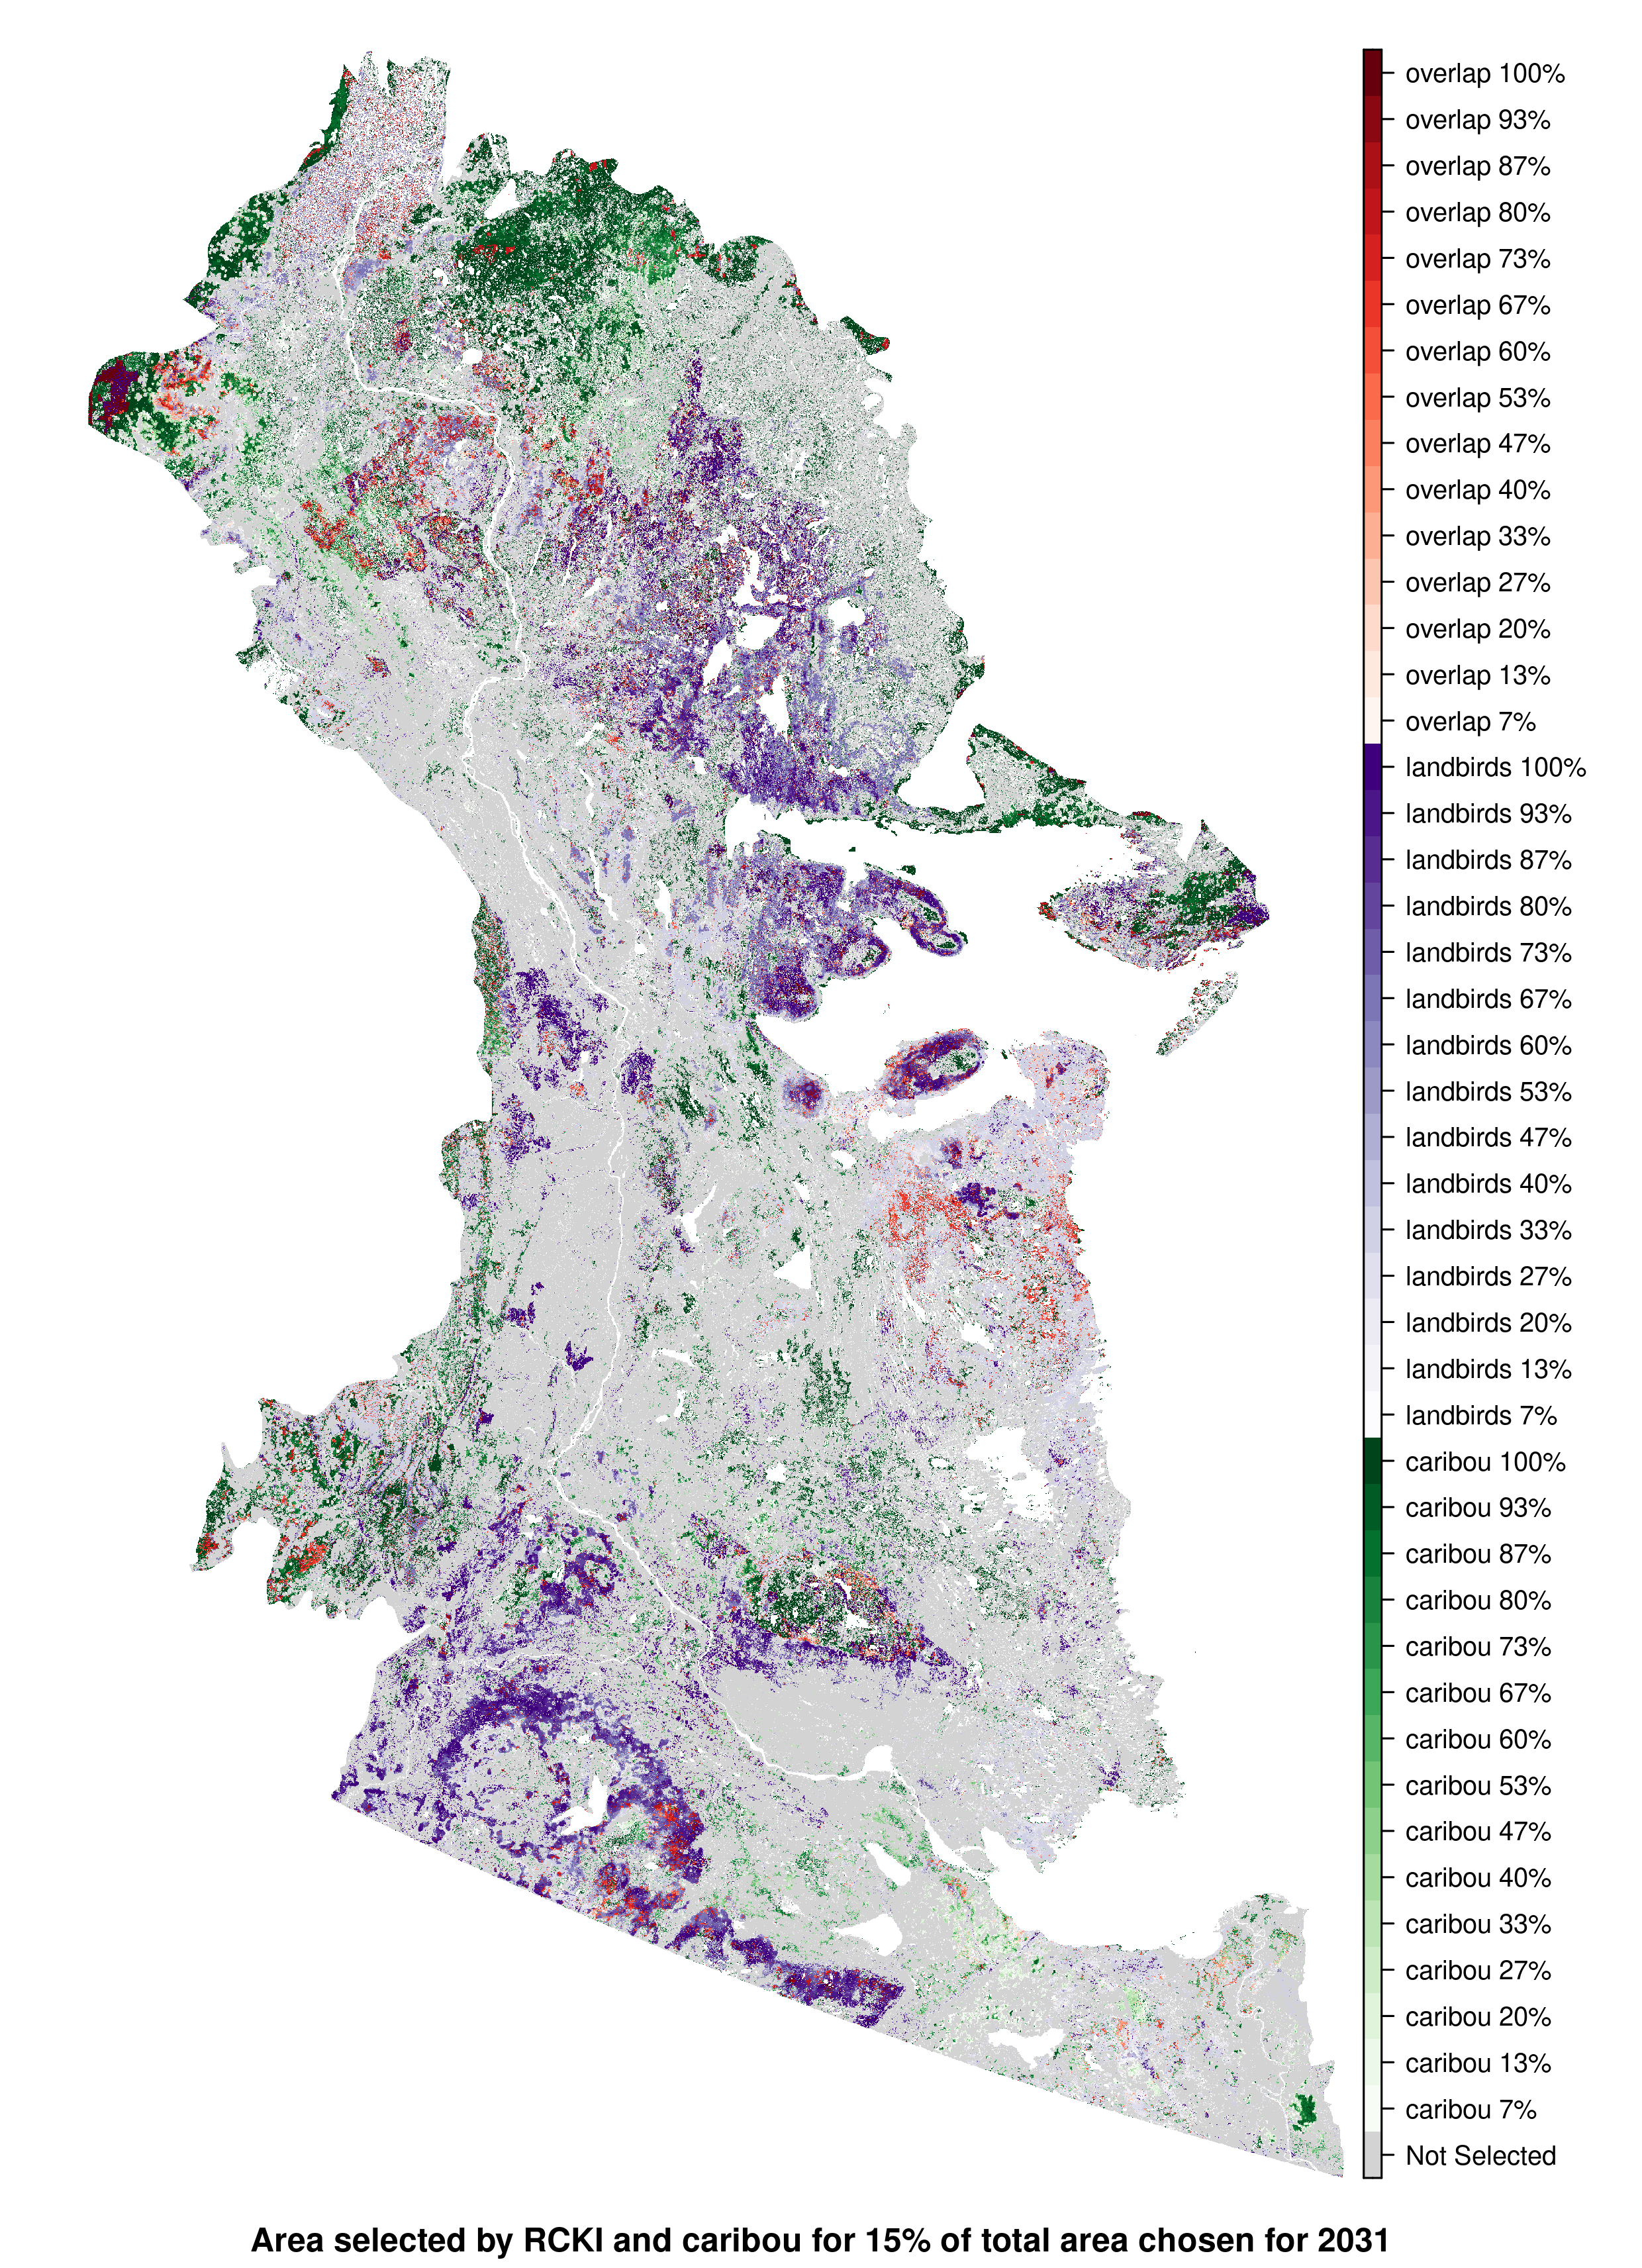 overlap 100%
overlap 93%
overlap 87%
overlap 80%
overlap 73%
overlap 67%
overlap 60%
overlap 53%
overlap 47%
overlap 40%
overlap 33%
overlap 27%
overlap 20%
overlap 13%
overlap 7%
landbirds 100%
landbirds 93%
landbirds 87%
landbirds 80%
landbirds 73%
landbirds 67%
landbirds 60%
landbirds 53%
landbirds 47%
landbirds 40%
landbirds 33%
landbirds 27%
landbirds 20%
landbirds 13%
landbirds 7%
caribou 100%
caribou 93%
caribou 87%
caribou 80%
caribou 73%
caribou 67%
caribou 60%
caribou 53%
caribou 47%
caribou 40%
caribou 33%
caribou 27%
caribou 20%
caribou 13%
caribou 7%
Not Selected
Area selected by RCKI and caribou for 15% of total area chosen for 2031